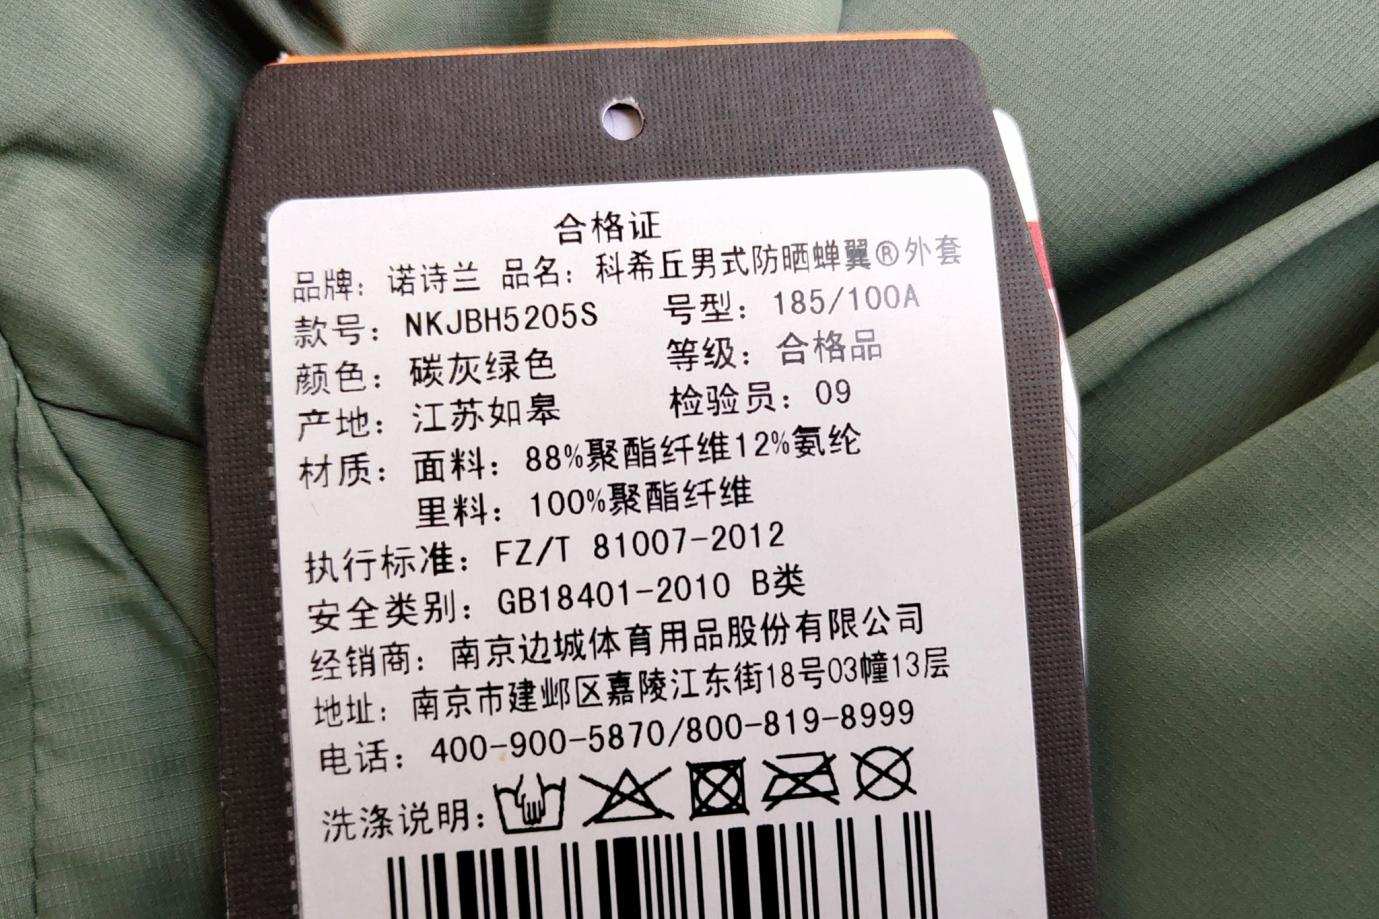 合格证
品牌：诺诗兰 品名：科希丘男式防晒蝉翼®外套
款号：NKJBH5205S 号型：185/100A
颜色：碳灰绿色 等级：合格品
产地：江苏如皋 检验员：09
材质：面料：88%聚酯纤维12%氨纶
里料：100%聚酯纤维
执行标准：FZ/T 81007-2012
安全类别：GB18401-2010 B类
经销商：南京边城体育用品股份有限公司
地址：南京市建邺区嘉陵江东街18号03幢13层
电话：400-900-5870/800-819-8999
洗涤说明：